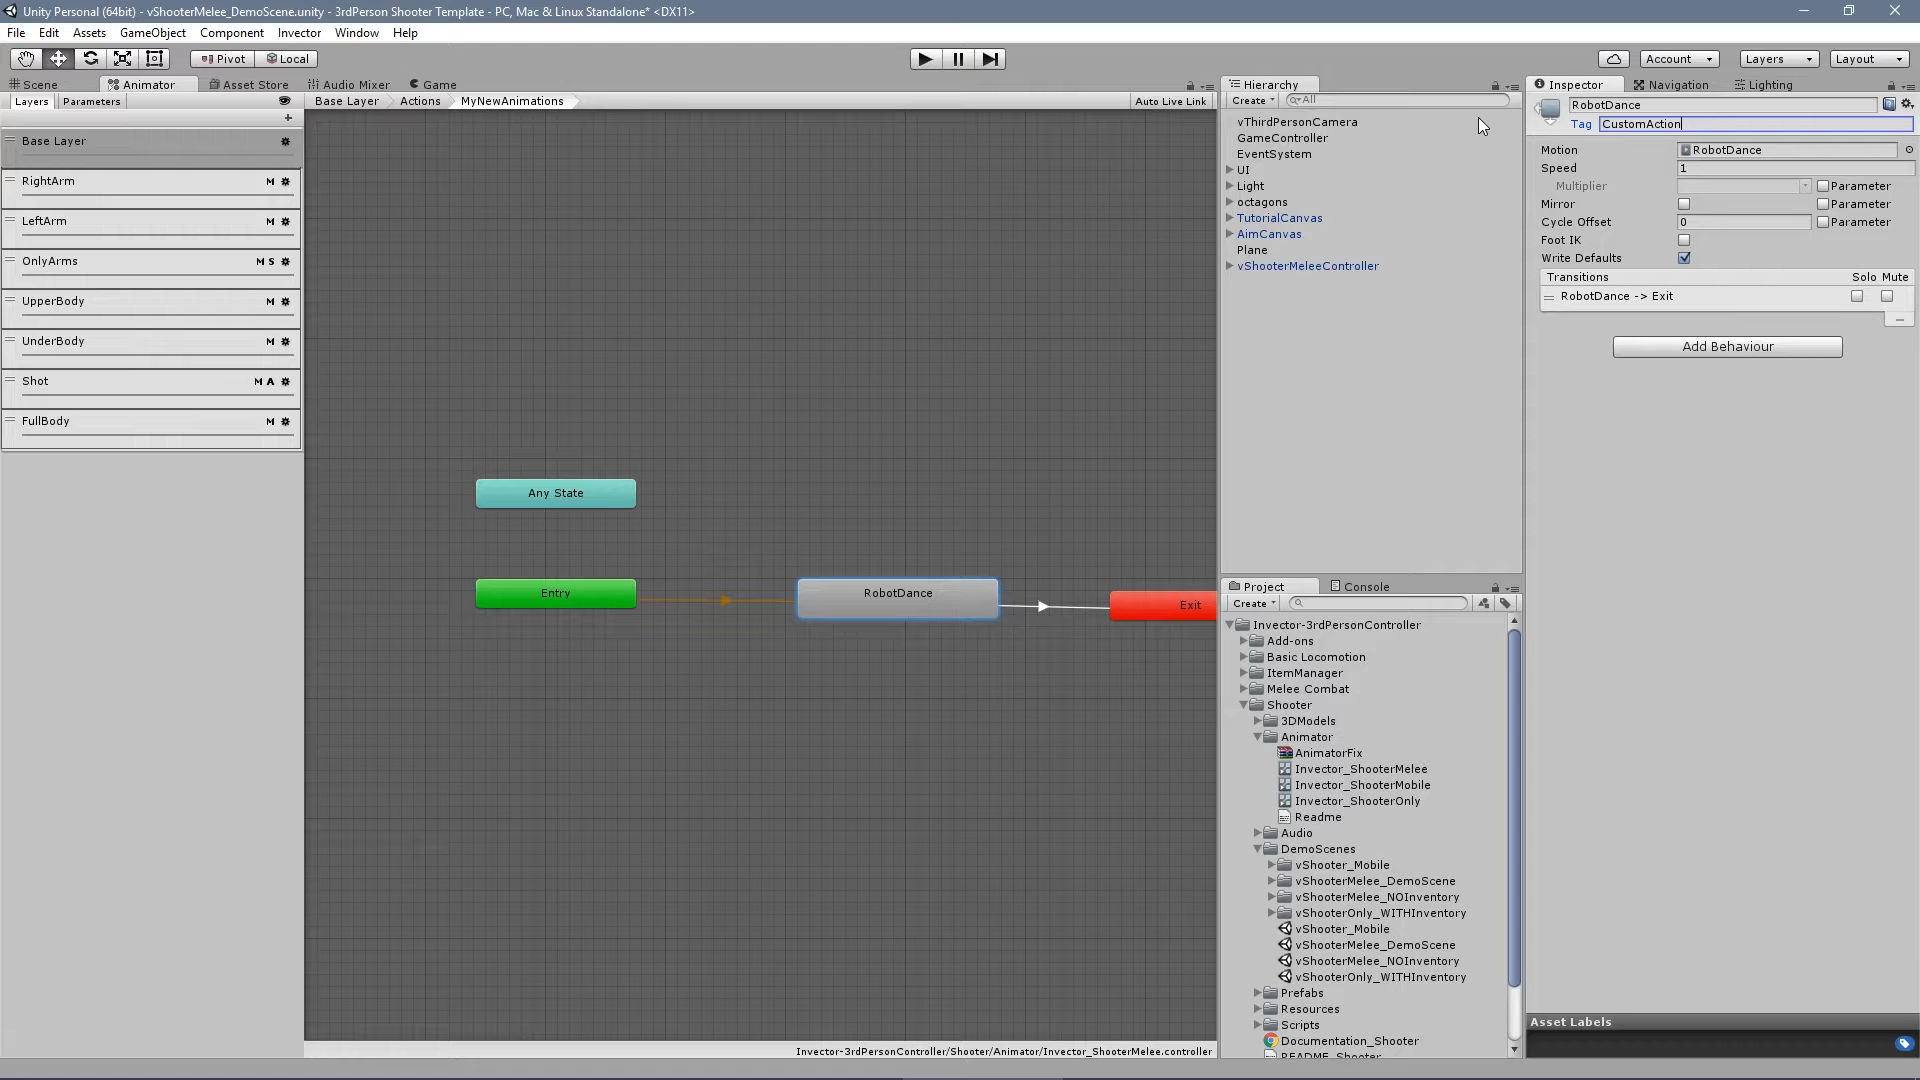 Unity Personal (64bit) - vShooterMelee_DemoScene.unity - 3rdPerson Shooter Template - PC, Mac & Linux Standalone* <DX11>
File Edit Assets GameObject Component Invector Window Help
Pivot Local Account Layers Layout
Scene Animator Asset Store Audio Mixer Game
Layers Parameters Base Layer Actions MyNewAnimations Auto Live Link
Base Layer
RightArm M
LeftArm M
OnlyArms M S
UpperBody M
UnderBody M
Shot M A
FullBody M
Any State
Entry
RobotDance
Exit
Invector-3rdPersonController/Shooter/Animator/Invector_ShooterMelee.controller
Hierarchy
Create All
vThirdPersonCamera
GameController
EventSystem
UI
Light
octagons
TutorialCanvas
AimCanvas
Plane
vShooterMeleeController
Project Console
Create
Invector-3rdPersonController
Add-ons
Basic Locomotion
ItemManager
Melee Combat
Shooter
3DModels
Animator
AnimatorFix
Invector_ShooterMelee
Invector_ShooterMobile
Invector_ShooterOnly
Readme
Audio
DemoScenes
vShooter_Mobile
vShooterMelee_DemoScene
vShooterMelee_NOInventory
vShooterOnly_WITHInventory
vShooter_Mobile
vShooterMelee_DemoScene
vShooterMelee_NOInventory
vShooterOnly_WITHInventory
Prefabs
Resources
Scripts
Documentation_Shooter
README_Shooter
Inspector Navigation Lighting
RobotDance
Tag CustomAction
Motion RobotDance
Speed 1
Multiplier Parameter
Mirror Parameter
Cycle Offset 0 Parameter
Foot IK
Write Defaults
Transitions Solo Mute
RobotDance -> Exit
Add Behaviour
Asset Labels